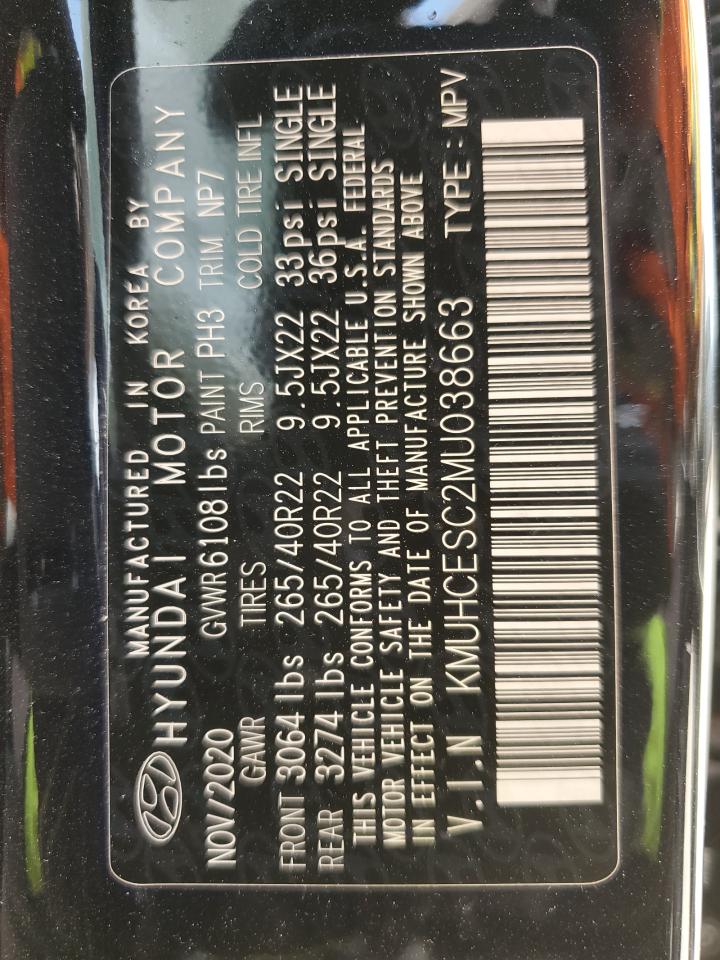 MANUFACTURED IN KOREA BY
HYUNDAI MOTOR COMPANY
NOV/2020 GVWR 6108 lbs PAINT PH3 TRIM NP7
GAWR TIRES RIMS COLD TIRE INFL
FRONT 3064 lbs 265/40R22 9.5JX22 33psi SINGLE
REAR 3274 lbs 265/40R22 9.5JX22 36psi SINGLE
THIS VEHICLE CONFORMS TO ALL APPLICABLE U.S.A. FEDERAL
MOTOR VEHICLE SAFETY AND THEFT PREVENTION STANDARDS
IN EFFECT ON THE DATE OF MANUFACTURE SHOWN ABOVE
V.I.N KMUHCESC2MU038663 TYPE : MPV